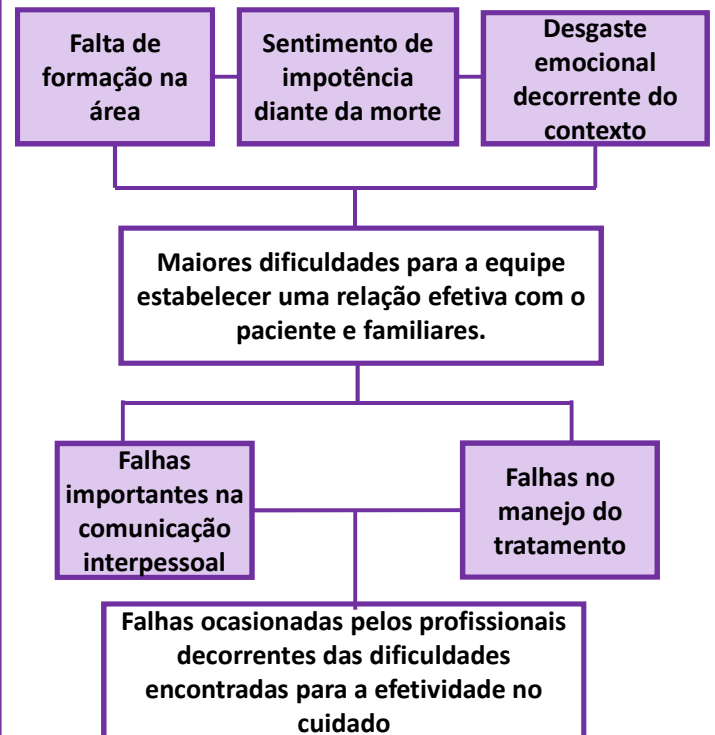 Falta de
formação na
área
Sentimento de
impotência
diante da morte
Desgaste
emocional
decorrente do
contexto
Maiores dificuldades para a equipe
estabelecer uma relação efetiva com o
paciente e familiares.
Falhas
importantes na
comunicação
interpessoal
Falhas no
manejo do
tratamento
Falhas ocasionadas pelos profissionais
decorrentes das dificuldades
encontradas para a efetividade no
cuidado